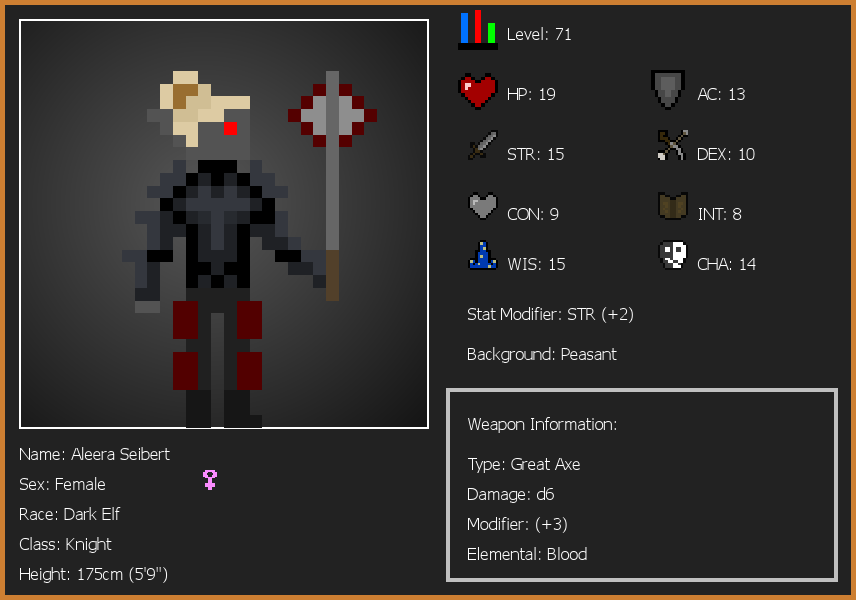 Level: 71
HP: 19
AC: 13
STR: 15
DEX: 10
CON: 9
INT: 8
WIS: 15
CHA: 14
Stat Modifier: STR (+2)
Background: Peasant
Weapon Information:
Type: Great Axe
Damage: d6
Modifier: (+3)
Elemental: Blood
Name: Aleera Seibert
Sex: Female
Race: Dark Elf
Class: Knight
Height: 175cm (5'9")